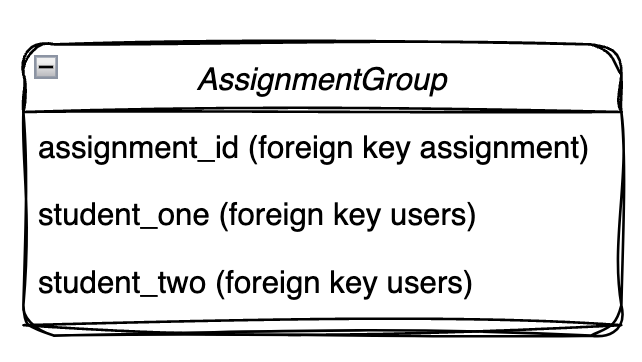 AssignmentGroup
assignment_id (foreign key assignment)
student_one (foreign key users)
student_two (foreign key users)